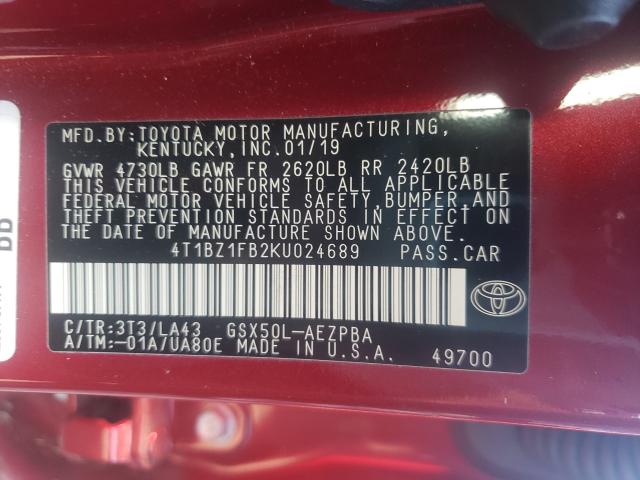 MFD.BY:TOYOTA MOTOR MANUFACTURING,
KENTUCKY,INC.01/19
GVWR 4730LB GAWR FR 2620LB RR 2420LB
THIS VEHICLE CONFORMS TO ALL APPLICABLE
FEDERAL MOTOR VEHICLE SAFETY,BUMPER,AND
THEFT PREVENTION STANDARDS IN EFFECT ON
THE DATE OF MANUFACTURE SHOWN ABOVE.
4T1BZ1FB2KU024689 PASS.CAR
C/TR:3T3/LA43 GSX50L-AEZPBA
A/TM:-01A/UA80E MADE IN U.S.A. 49700